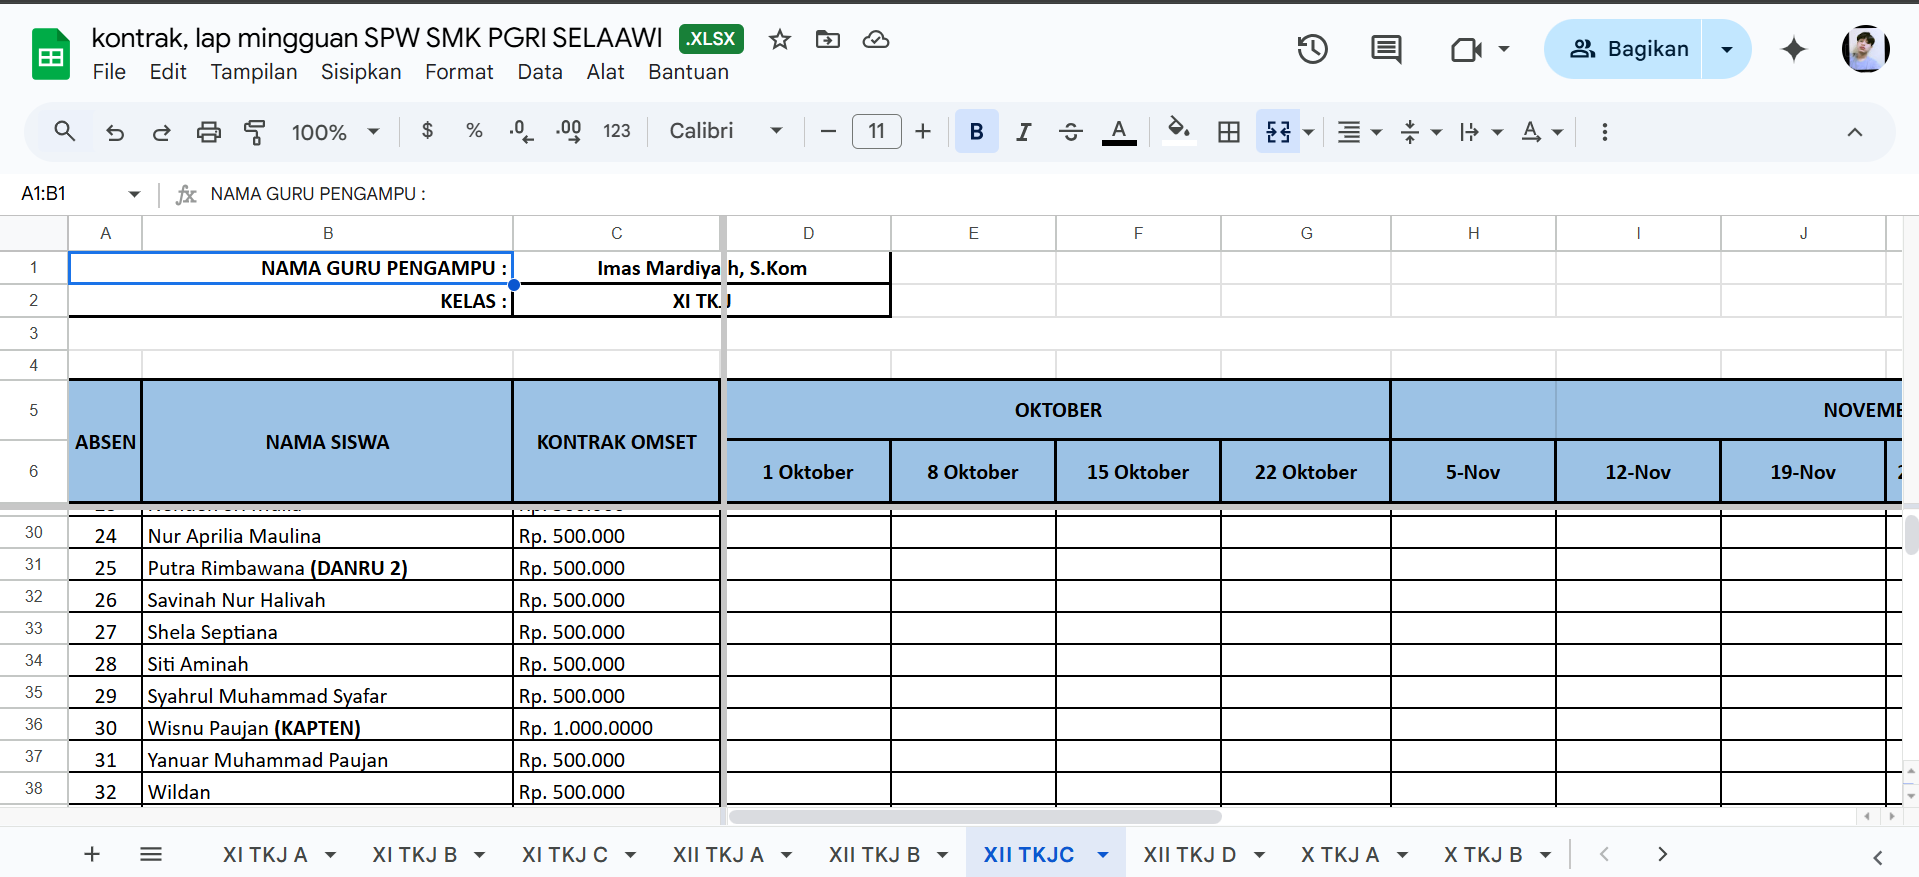 kontrak, lap mingguan SPW SMK PGRI SELAAWI .XLSX
File Edit Tampilan Sisipkan Format Data Alat Bantuan
Bagikan
100% $ % .0 .00 123 Calibri 11 B I A A
A1:B1 fx NAMA GURU PENGAMPU :
A B C D E F G H I J
1 NAMA GURU PENGAMPU : Imas Mardiyah, S.Kom
2 KELAS : XI TKJ
3
4
5 OKTOBER NOVEME
ABSEN NAMA SISWA KONTRAK OMSET
6 1 Oktober 8 Oktober 15 Oktober 22 Oktober 5-Nov 12-Nov 19-Nov
30 24 Nur Aprilia Maulina Rp. 500.000
31 25 Putra Rimbawana (DANRU 2) Rp. 500.000
32 26 Savinah Nur Halivah Rp. 500.000
33 27 Shela Septiana Rp. 500.000
34 28 Siti Aminah Rp. 500.000
35 29 Syahrul Muhammad Syafar Rp. 500.000
36 30 Wisnu Paujan (KAPTEN) Rp. 1.000.0000
37 31 Yanuar Muhammad Paujan Rp. 500.000
38 32 Wildan Rp. 500.000
XI TKJ A XI TKJ B XI TKJ C XII TKJ A XII TKJ B XII TKJC XII TKJ D X TKJ A X TKJ B